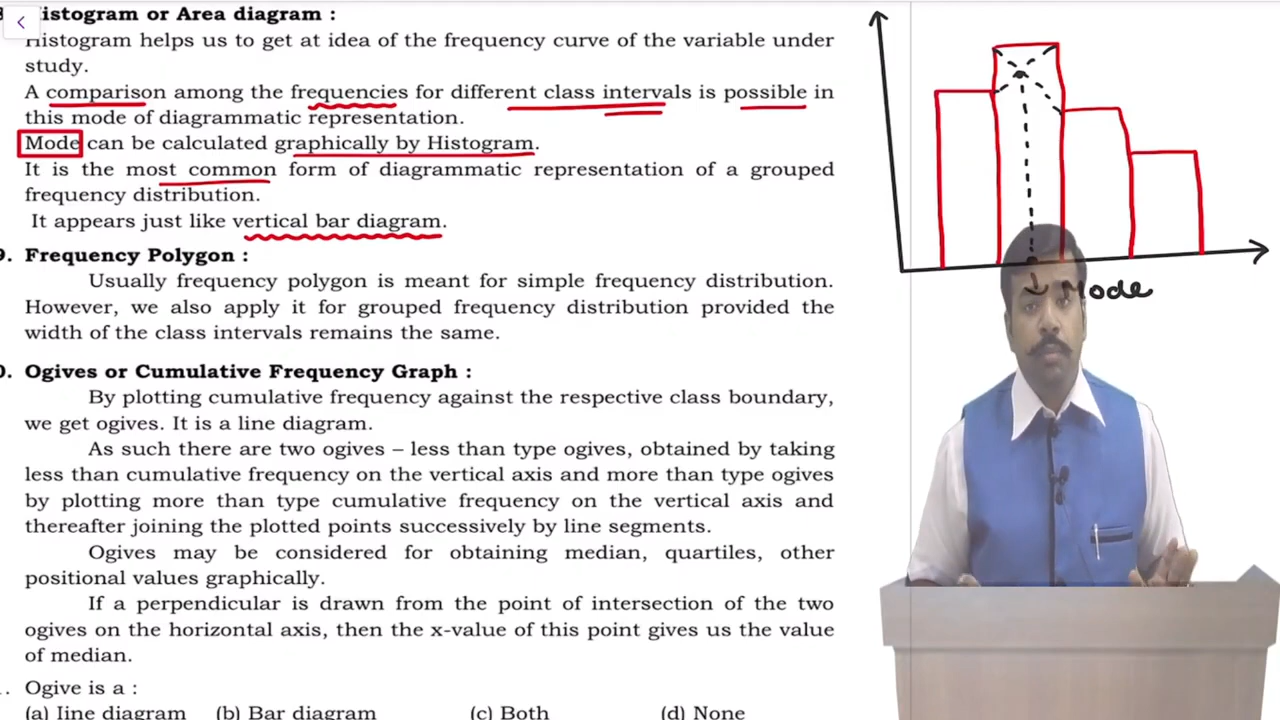 Histogram or Area diagram :
Histogram helps us to get at idea of the frequency curve of the variable under
study.
A comparison among the frequencies for different class intervals is possible in
this mode of diagrammatic representation.
Mode can be calculated graphically by Histogram.
It is the most common form of diagrammatic representation of a grouped
frequency distribution.
It appears just like vertical bar diagram.
9. Frequency Polygon :
Usually frequency polygon is meant for simple frequency distribution.
However, we also apply it for grouped frequency distribution provided the
width of the class intervals remains the same.
0. Ogives or Cumulative Frequency Graph :
By plotting cumulative frequency against the respective class boundary,
we get ogives. It is a line diagram.
As such there are two ogives – less than type ogives, obtained by taking
less than cumulative frequency on the vertical axis and more than type ogives
by plotting more than type cumulative frequency on the vertical axis and
thereafter joining the plotted points successively by line segments.
Ogives may be considered for obtaining median, quartiles, other
positional values graphically.
If a perpendicular is drawn from the point of intersection of the two
ogives on the horizontal axis, then the x-value of this point gives us the value
of median.
. Ogive is a :
(a) line diagram (b) Bar diagram (c) Both (d) None
Mode